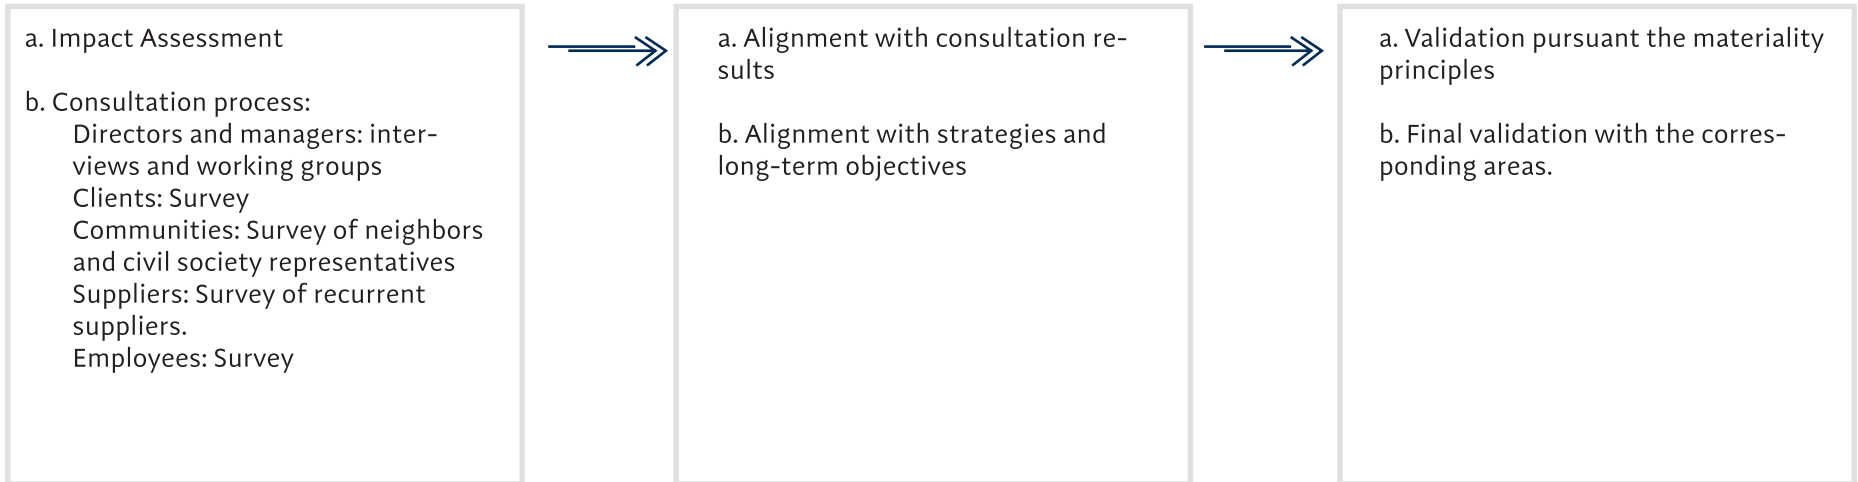 a. Impact Assessment
b. Consultation process:
Directors and managers: inter-
views and working groups
Clients: Survey
Communities: Survey of neighbors
and civil society representatives
Suppliers: Survey of recurrent
suppliers.
Employees: Survey
a. Alignment with consultation re-
sults
b. Alignment with strategies and
long-term objectives
a. Validation pursuant the materiality
principles
b. Final validation with the corres-
ponding areas.